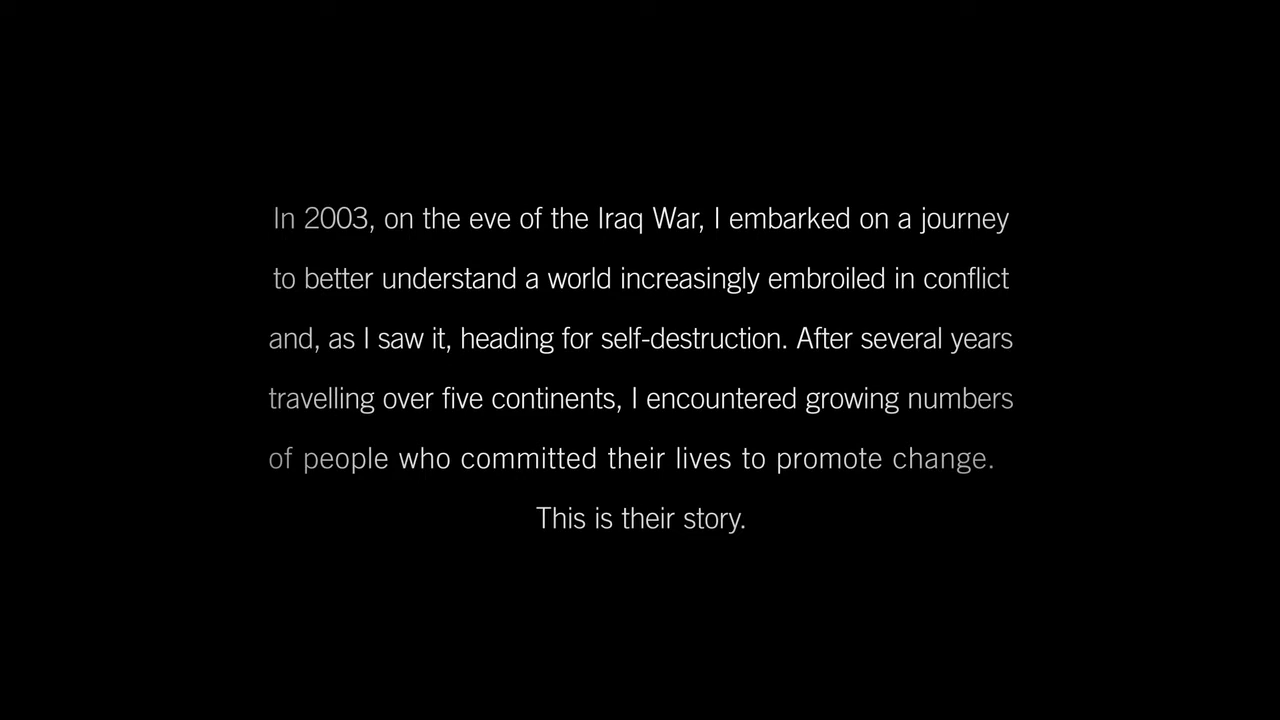 In 2003, on the eve of the Iraq War, I embarked on a journey
to better understand a world increasingly embroiled in conflict
and, as I saw it, heading for self-destruction. After several years
travelling over five continents, I encountered growing numbers
of people who committed their lives to promote change.
This is their story.